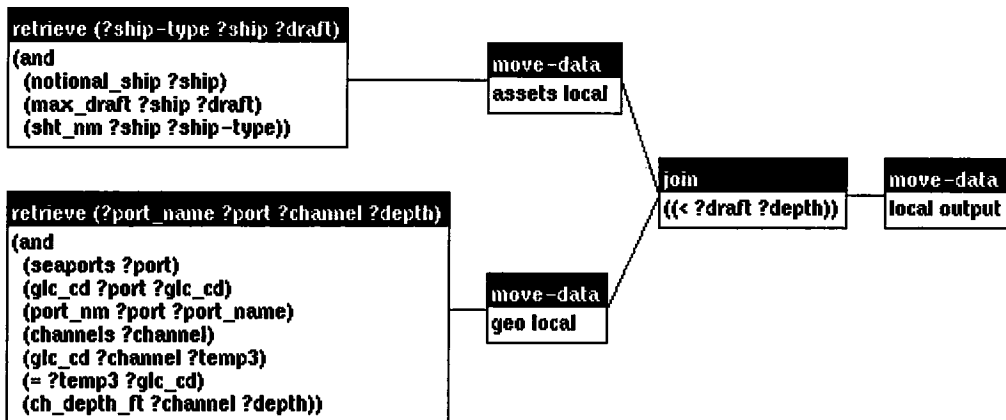 retrieve (?ship-type ?ship ?draft)
(and
(notional_ship ?ship)
(max_draft ?ship ?draft)
(sht_nm ?ship ?ship-type))
move-data
assets local
join
((< ?draft ?depth))
move-data
local output
retrieve (?port_name ?port ?channel ?depth)
(and
(seaports ?port)
(glc_cd ?port ?glc_cd)
(port_nm ?port ?port_name)
(channels ?channel)
(glc_cd ?channel ?temp3)
(= ?temp3 ?glc_cd)
(ch_depth_ft ?channel ?depth))
move-data
geo local